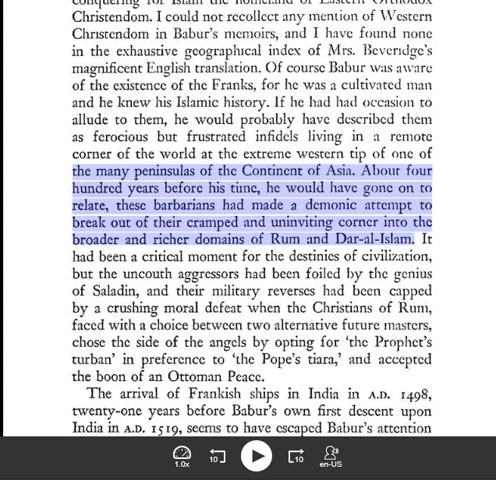 conquering for Islam the homeland of Eastern Orthodox
Christendom. I could not recollect any mention of Western
Christendom in Babur's memoirs, and I have found none
in the exhaustive geographical index of Mrs. Beveridge's
magnificent English translation. Of course Babur was aware
of the existence of the Franks, for he was a cultivated man
and he knew his Islamic history. If he had had occasion to
allude to them, he would probably have described them
as ferocious but frustrated infidels living in a remote
corner of the world at the extreme western tip of one of
the many peninsulas of the Continent of Asia. About four
hundred years before his time, he would have gone on to
relate, these barbarians had made a demonic attempt to
break out of their cramped and uninviting corner into the
broader and richer domains of Rum and Dar-al-Islam. It
had been a critical moment for the destinies of civilization,
but the uncouth aggressors had been foiled by the genius
of Saladin, and their military reverses had been capped
by a crushing moral defeat when the Christians of Rum,
faced with a choice between two alternative future masters,
chose the side of the angels by opting for 'the Prophet's
turban' in preference to 'the Pope's tiara,' and accepted
the boon of an Ottoman Peace.
The arrival of Frankish ships in India in A.D. 1498,
twenty-one years before Babur's own first descent upon
India in A.D. 1519, seems to have escaped Babur's attention
1.0x 10 10 en-US